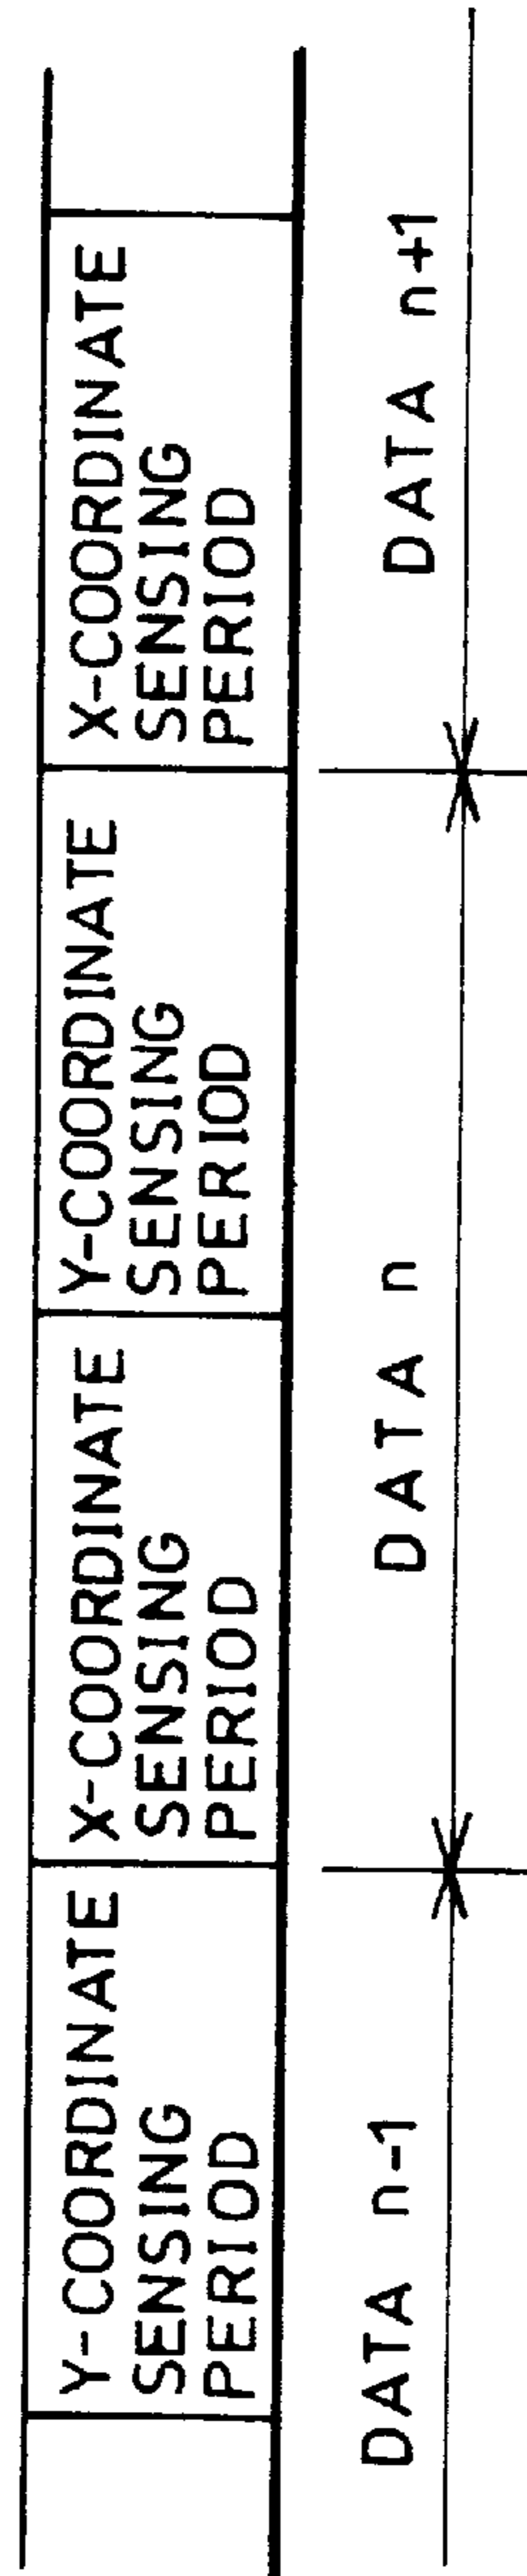 Y-COORDINATE
SENSING
PERIOD
X-COORDINATE
SENSING
PERIOD
Y-COORDINATE
SENSING
PERIOD
X-COORDINATE
SENSING
PERIOD
DATA n-1
DATA n
DATA n+1